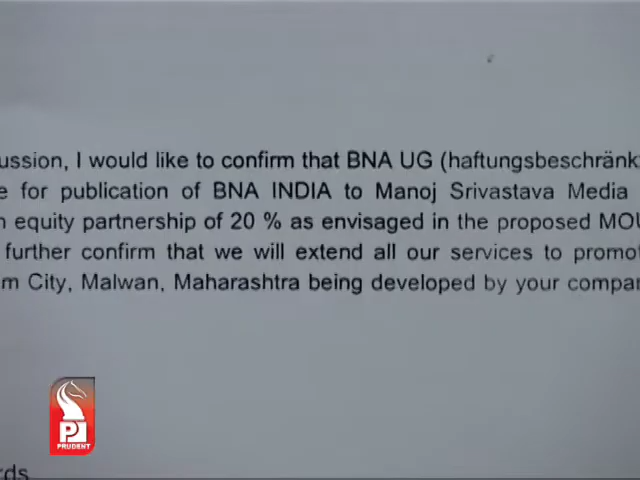 ussion, I would like to confirm that BNA UG (haftungsbeschränk
e for publication of BNA INDIA to Manoj Srivastava Media
n equity partnership of 20 % as envisaged in the proposed MOU
further confirm that we will extend all our services to promot
m City, Malwan, Maharashtra being developed by your compan
PRUDENT
rds